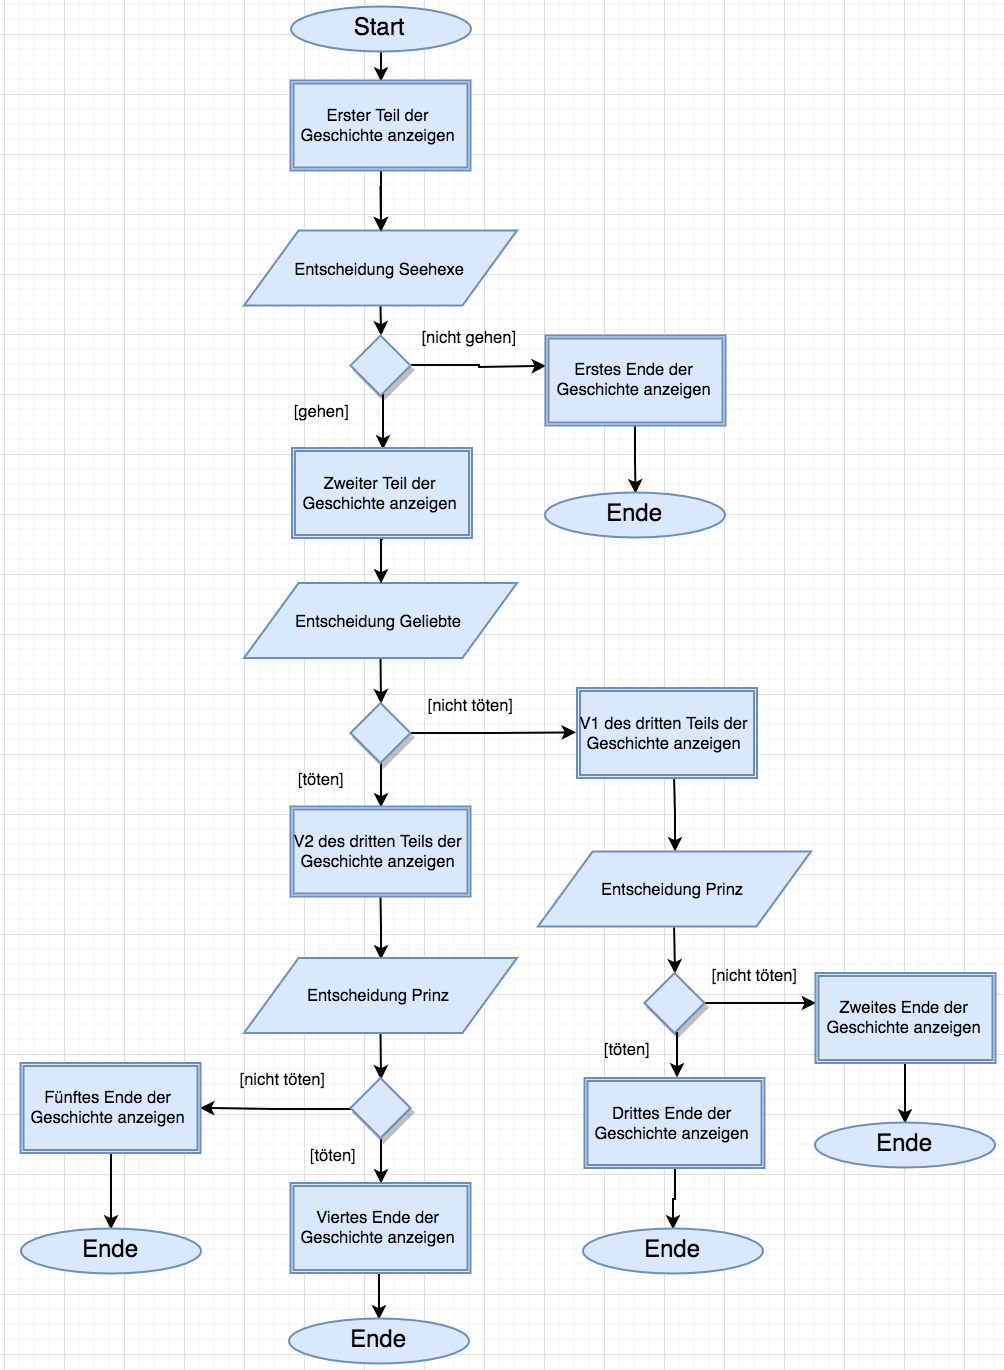 Start
Erster Teil der
Geschichte anzeigen
Entscheidung Seehexe
[nicht gehen]
Erstes Ende der
Geschichte anzeigen
[gehen]
Zweiter Teil der
Geschichte anzeigen
Ende
Entscheidung Geliebte
[nicht töten]
V1 des dritten Teils der
Geschichte anzeigen
[töten]
V2 des dritten Teils der
Geschichte anzeigen
Entscheidung Prinz
[nicht töten]
Zweites Ende der
Geschichte anzeigen
Entscheidung Prinz
[töten]
Drittes Ende der
Geschichte anzeigen
Ende
[nicht töten]
Fünftes Ende der
Geschichte anzeigen
[töten]
Viertes Ende der
Geschichte anzeigen
Ende
Ende
Ende